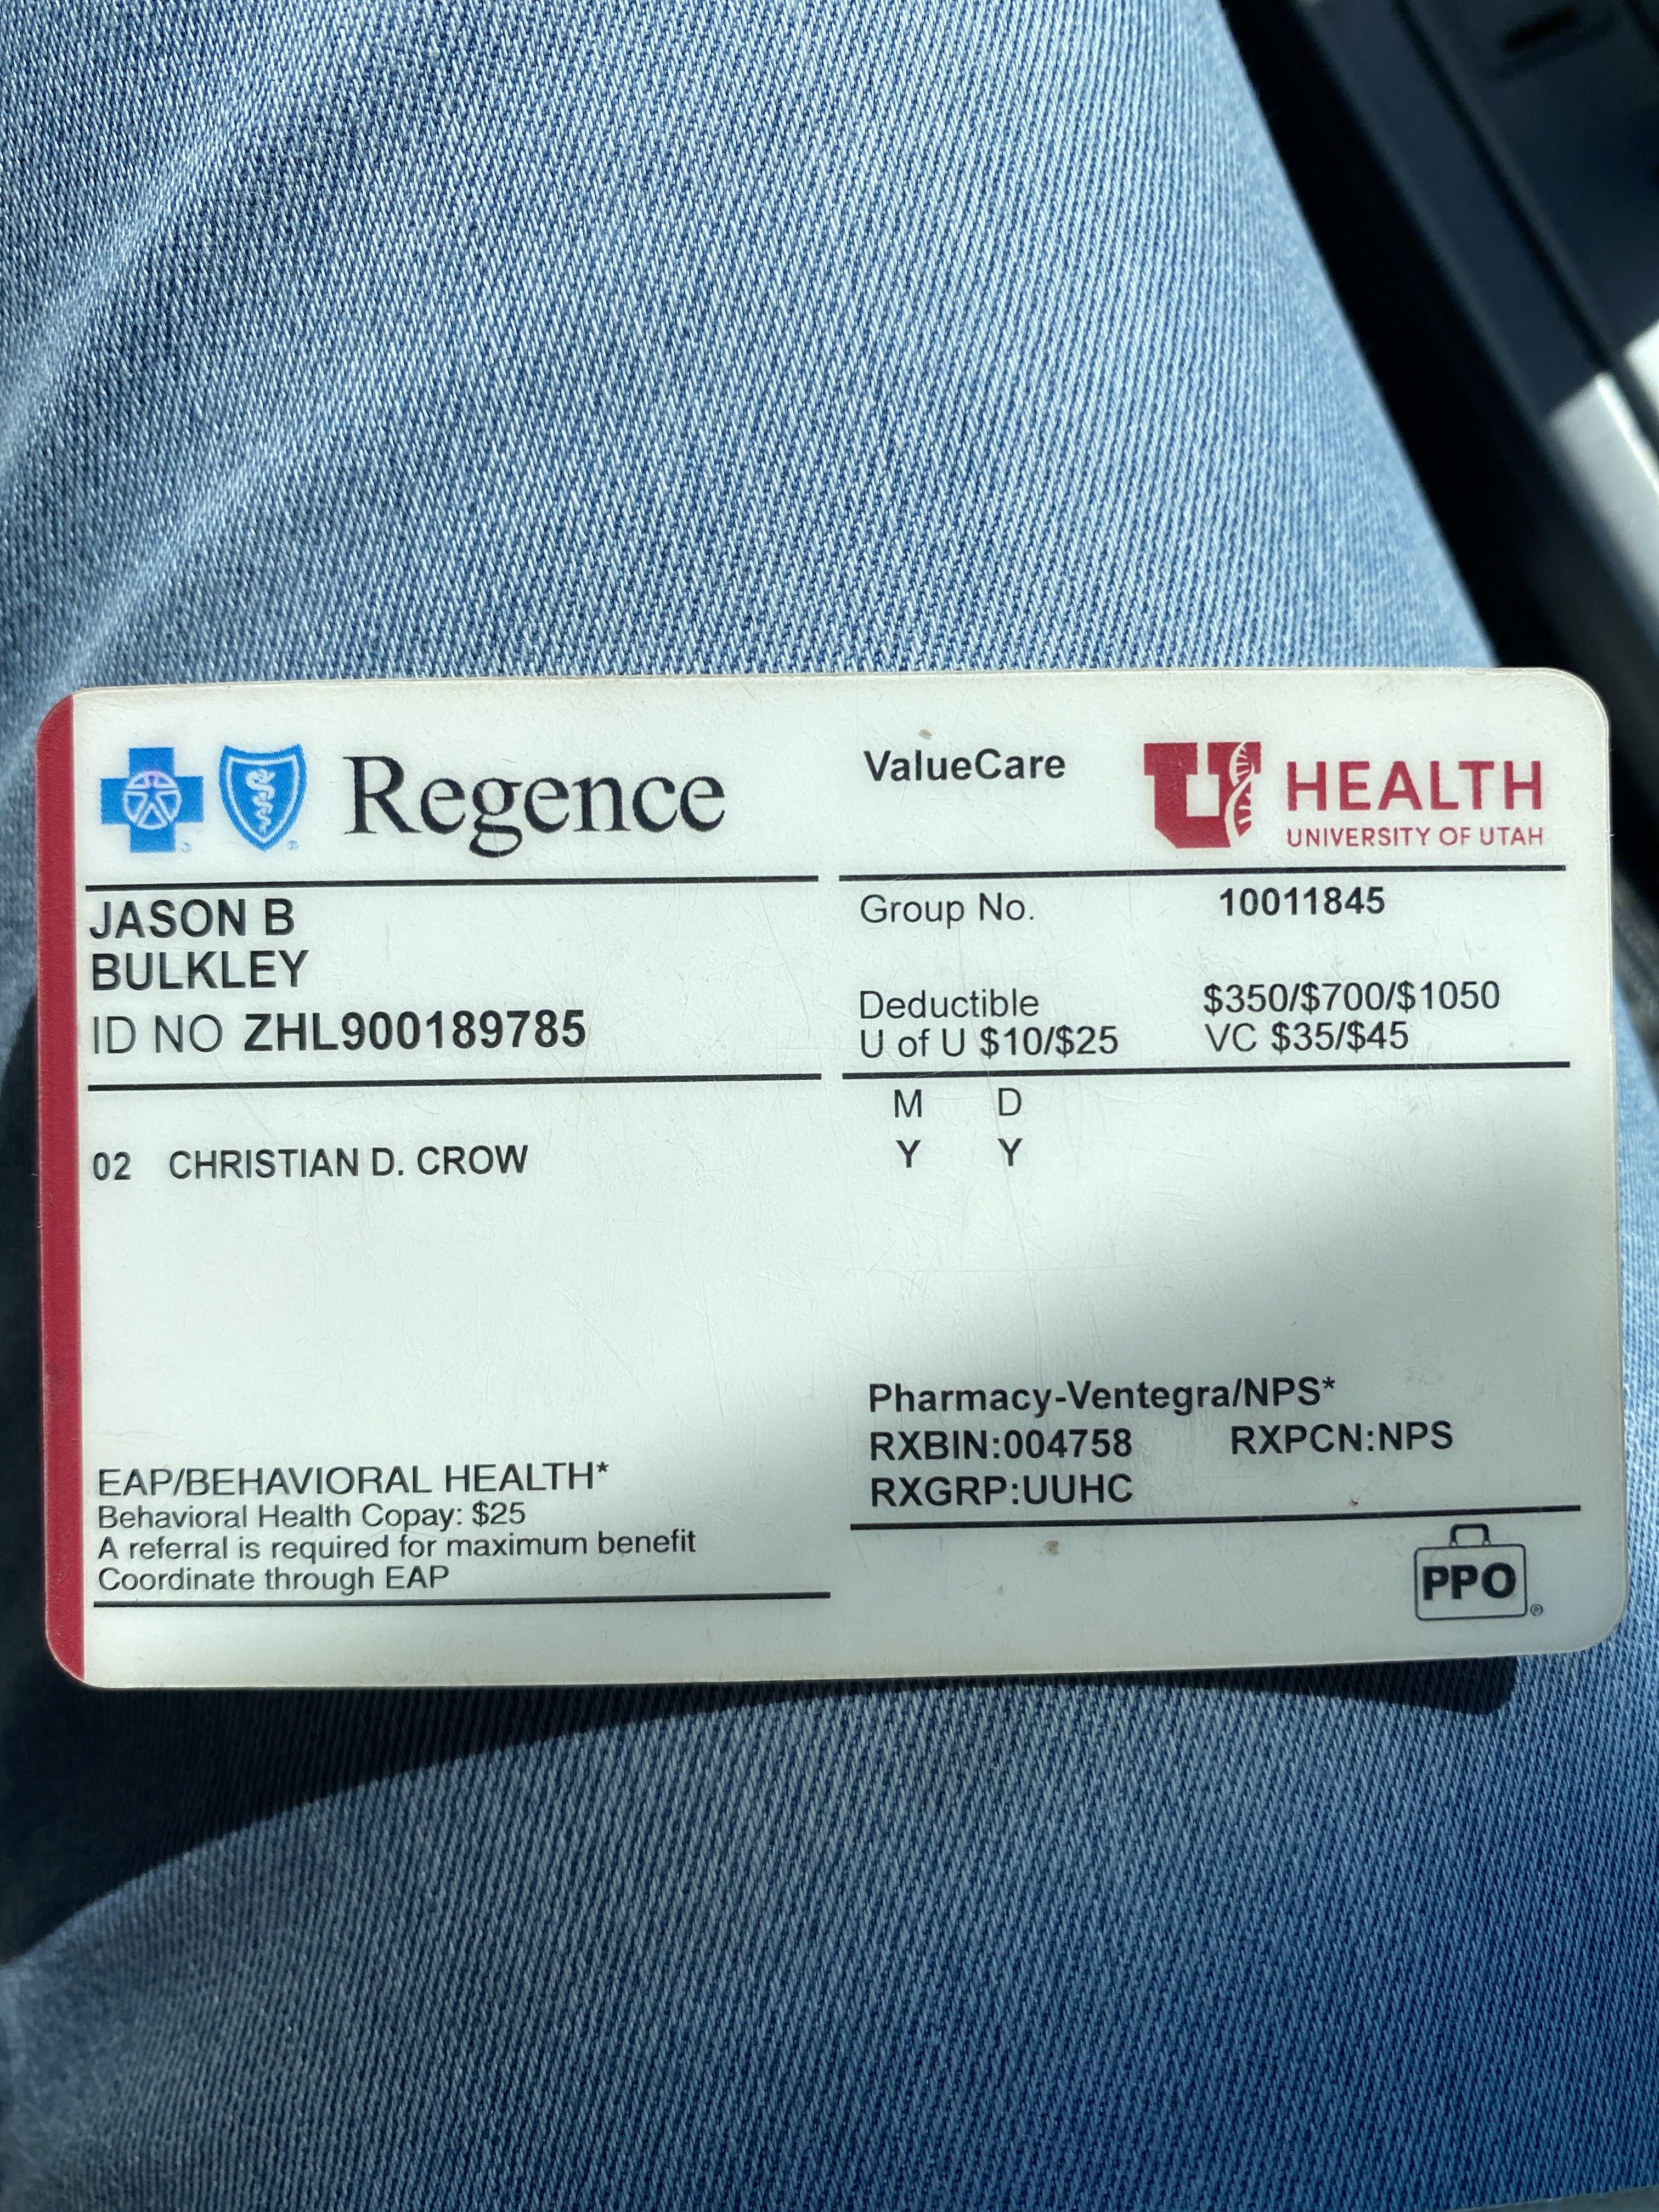 Regence
ValueCare
U HEALTH
UNIVERSITY OF UTAH
JASON B
BULKLEY
ID NO ZHL900189785
Group No. 10011845
Deductible $350/$700/$1050
U of U $10/$25 VC $35/$45
M D
02 CHRISTIAN D. CROW Y Y
EAP/BEHAVIORAL HEALTH*
Behavioral Health Copay: $25
A referral is required for maximum benefit
Coordinate through EAP
Pharmacy-Ventegra/NPS*
RXBIN:004758 RXPCN:NPS
RXGRP:UUHC
PPO®